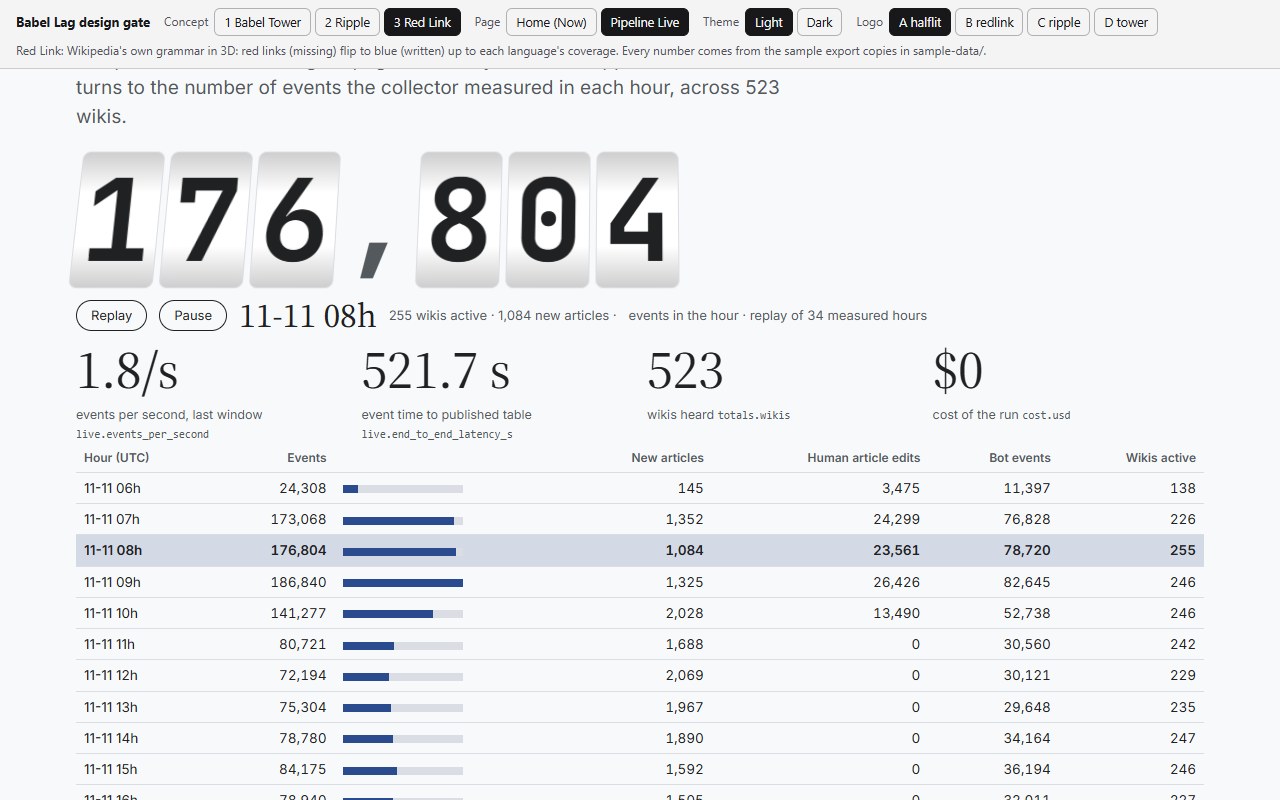 Babel Lag design gate Concept 1 Babel Tower 2 Ripple 3 Red Link Page Home (Now) Pipeline Live Theme Light Dark Logo A halflit B redlink C ripple D tower
Red Link: Wikipedia's own grammar in 3D: red links (missing) flip to blue (written) up to each language's coverage. Every number comes from the sample export copies in sample-data/.
turns to the number of events the collector measured in each hour, across 523
wikis.
176,804
Replay Pause 11-11 08h 255 wikis active · 1,084 new articles · events in the hour · replay of 34 measured hours
1.8/s 521.7 s 523 $0
events per second, last window event time to published table wikis heard totals.wikis cost of the run cost.usd
live.events_per_second live.end_to_end_latency_s
Hour (UTC) Events New articles Human article edits Bot events Wikis active
11-11 06h 24,308 145 3,475 11,397 138
11-11 07h 173,068 1,352 24,299 76,828 226
11-11 08h 176,804 1,084 23,561 78,720 255
11-11 09h 186,840 1,325 26,426 82,645 246
11-11 10h 141,277 2,028 13,490 52,738 246
11-11 11h 80,721 1,688 0 30,560 242
11-11 12h 72,194 2,069 0 30,121 229
11-11 13h 75,304 1,967 0 29,648 235
11-11 14h 78,780 1,890 0 34,164 247
11-11 15h 84,175 1,592 0 36,194 246